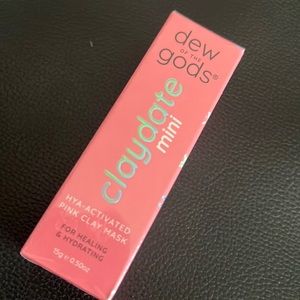 dew
OF THE
gods®
claydate
mini
HYA-ACTIVATED
PINK CLAY MASK
FOR HEALING
& HYDRATING
15g ℮ 0.50oz